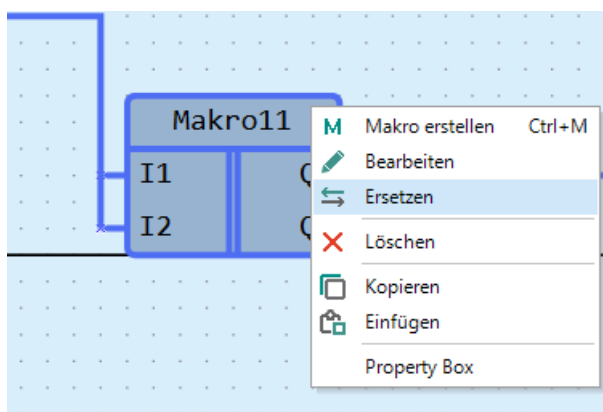 Makro11
I1 Q
I2 Q
M Makro erstellen Ctrl+M
Bearbeiten
Ersetzen
Löschen
Kopieren
Einfügen
Property Box